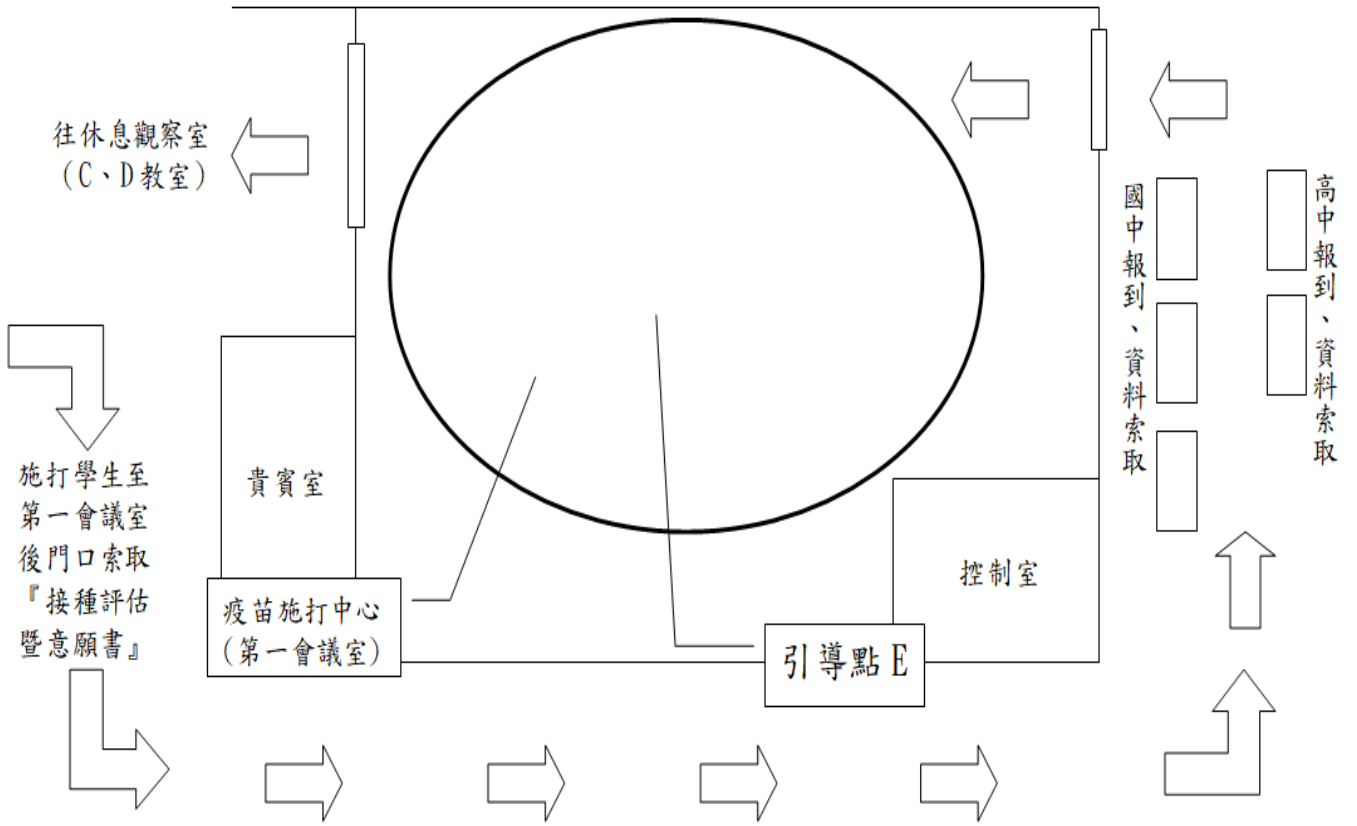 往休息觀察室
(C、D教室)
施打學生至
第一會議室
後門口索取
『接種評估
暨意願書』
貴賓室
疫苗施打中心
(第一會議室)
引導點E
控制室
國中報到、資料索取
高中報到、資料索取